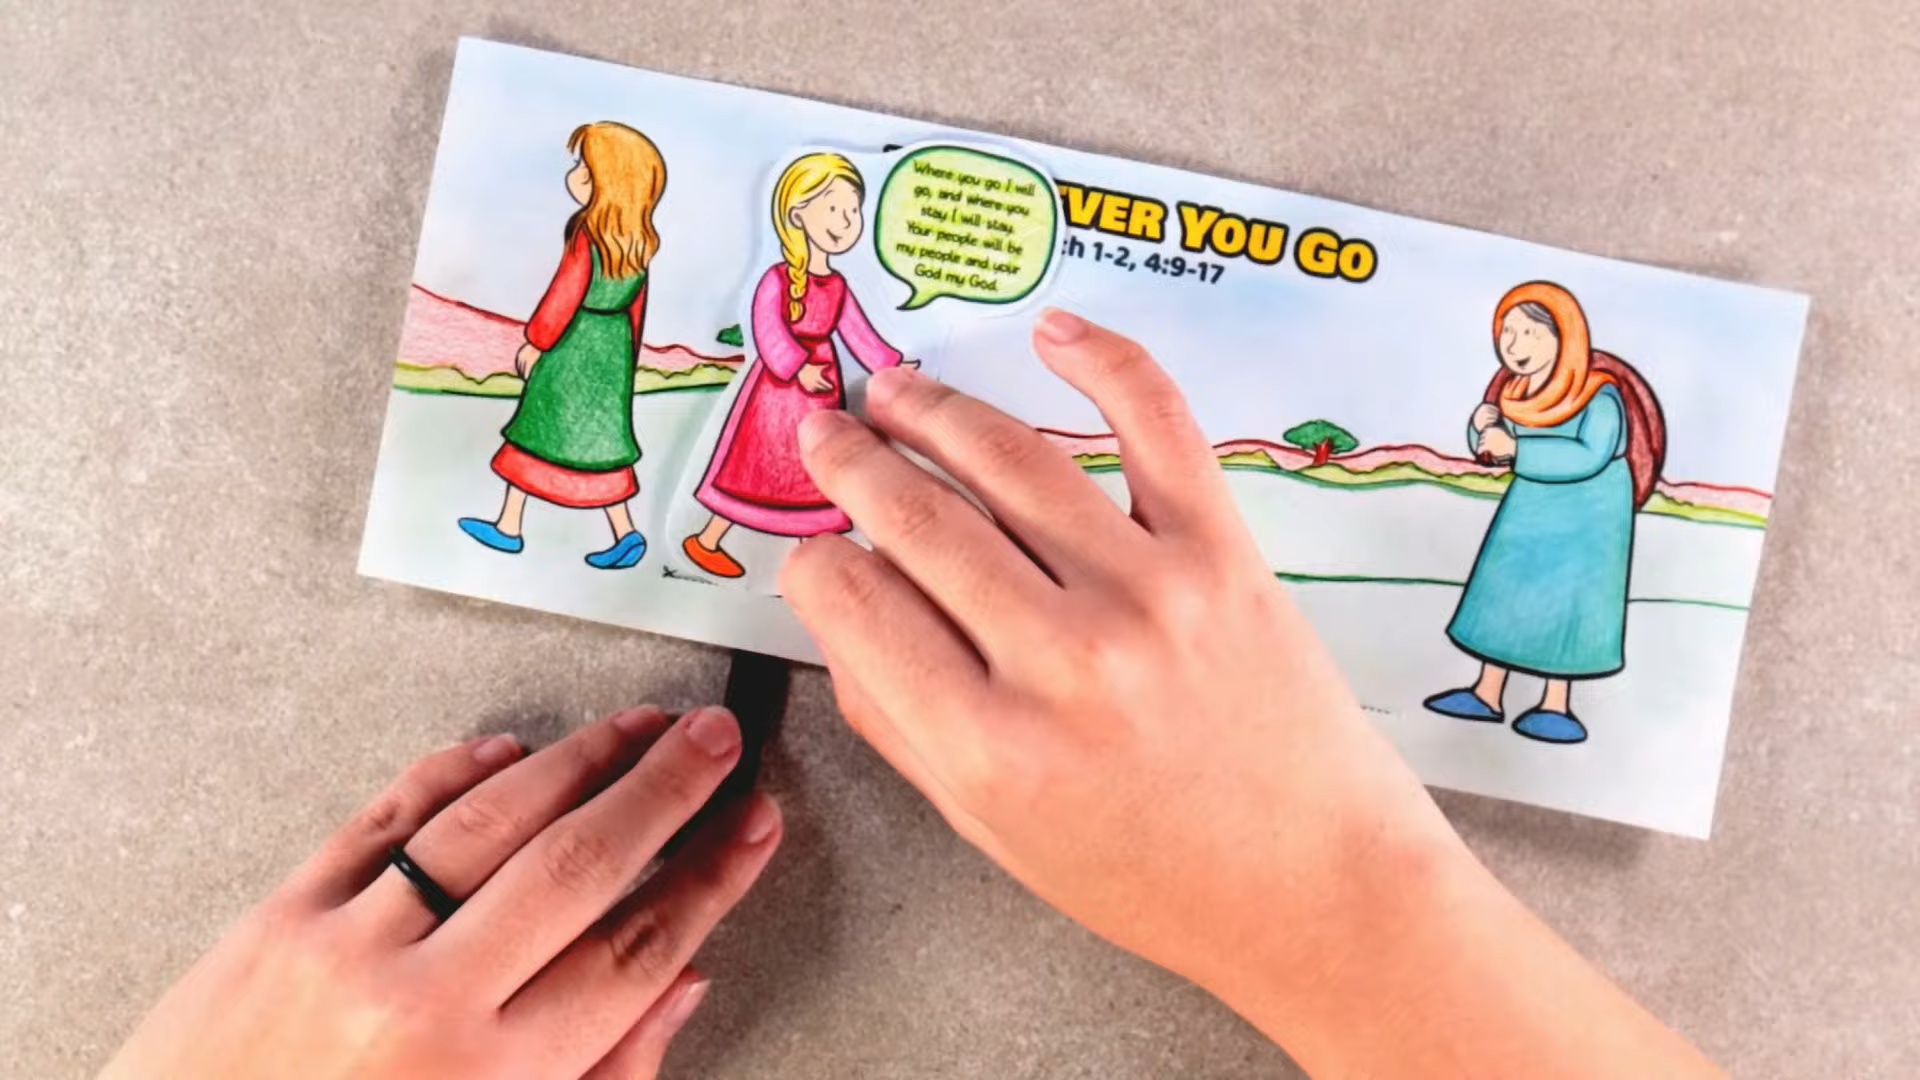 Where you go I will
go, and where you
stay I will stay.
Your people will be
my people and your
God my God.
VER YOU GO
h 1-2, 4:9-17